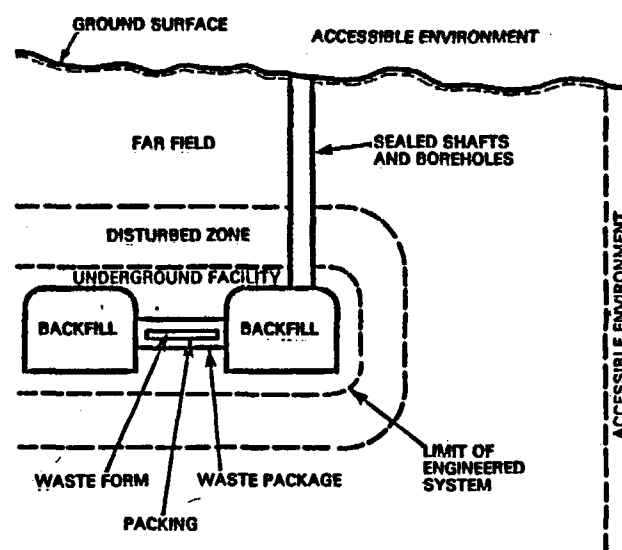 GROUND SURFACE
ACCESSIBLE ENVIRONMENT
FAR FIELD
SEALED SHAFTS
AND BOREHOLES
DISTURBED ZONE
UNDERGROUND FACILITY
BACKFILL
BACKFILL
ACCESSIBLE ENVIRONMENT
LIMIT OF
ENGINEERED
SYSTEM
WASTE FORM
WASTE PACKAGE
PACKING